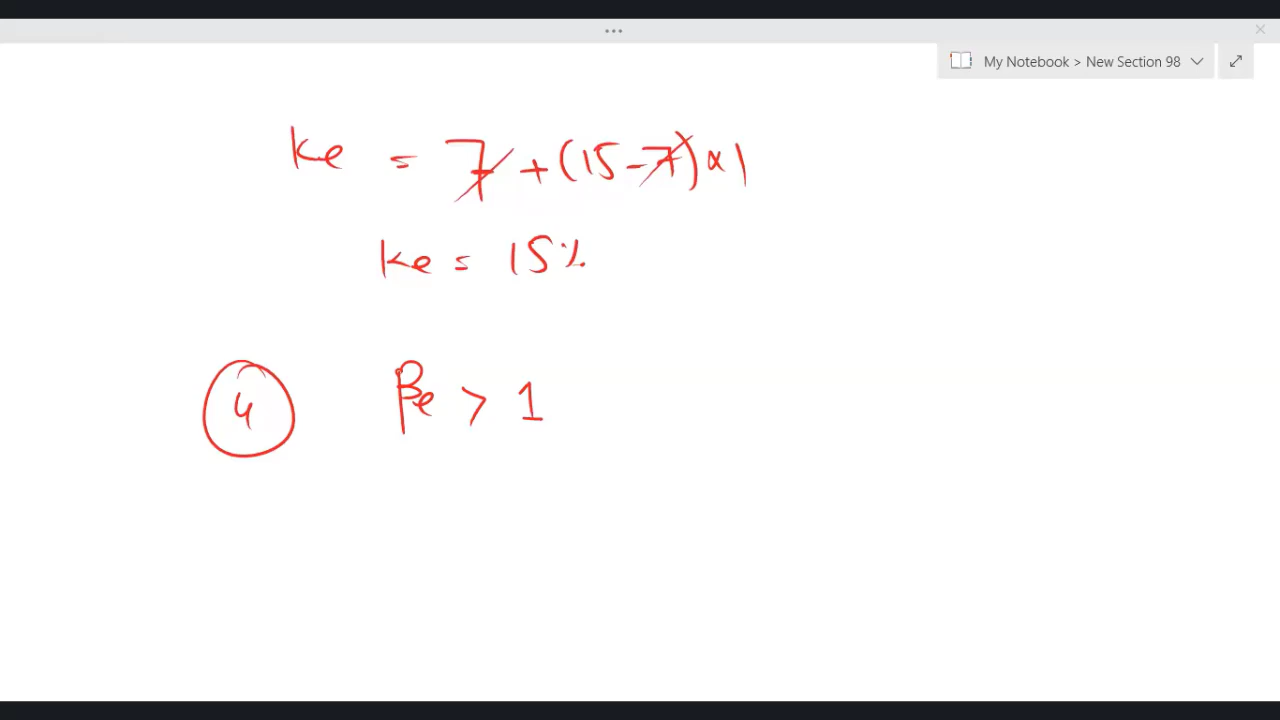 ...
My Notebook > New Section 98
ke = 7 + (15 - 7) × 1
ke = 15%
4 βe > 1